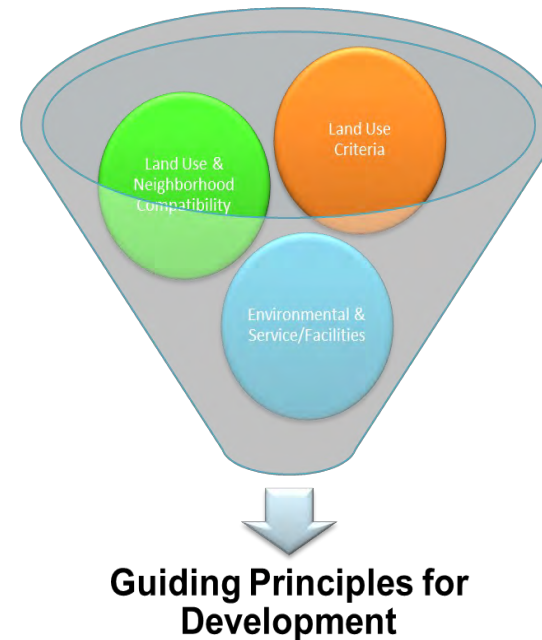 Land Use
Criteria
Land Use &
Neighborhood
Compatibility
Environmental &
Service/Facilities
Guiding Principles for
Development